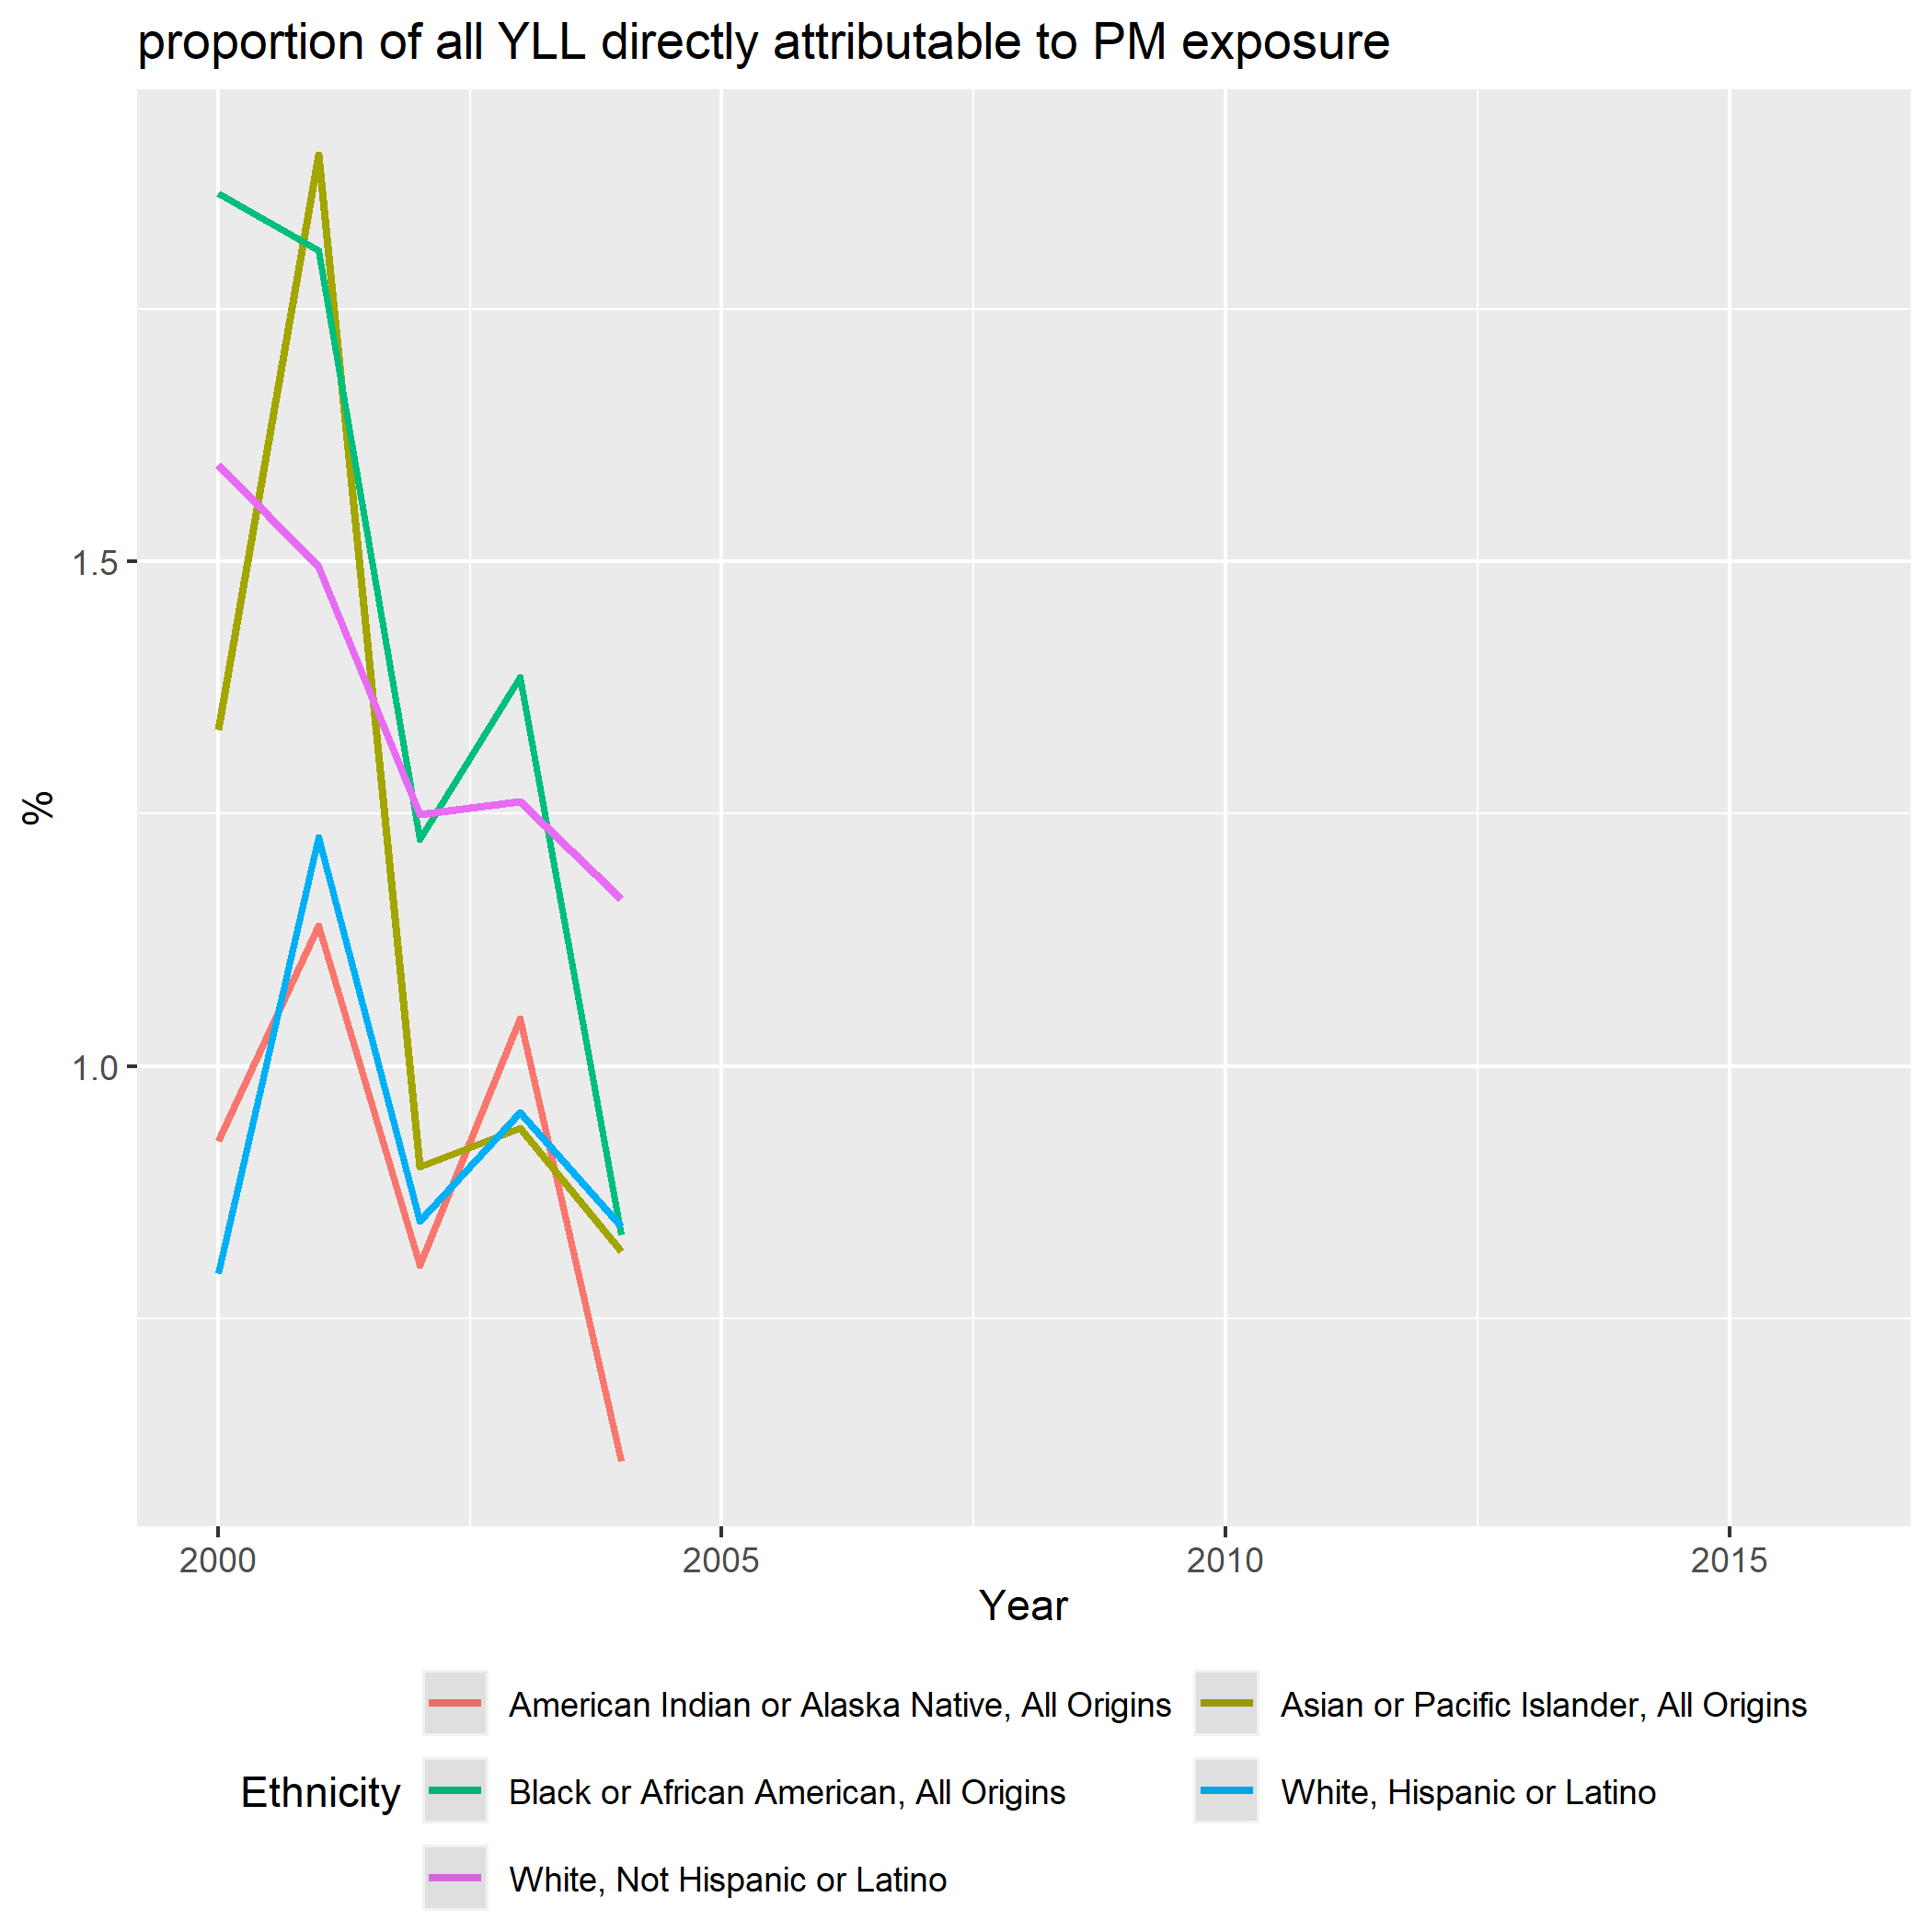 proportion of all YLL directly attributable to PM exposure
%
1.5
1.0
2000 2005 2010 2015
Year
Ethnicity
American Indian or Alaska Native, All Origins
Asian or Pacific Islander, All Origins
Black or African American, All Origins
White, Hispanic or Latino
White, Not Hispanic or Latino